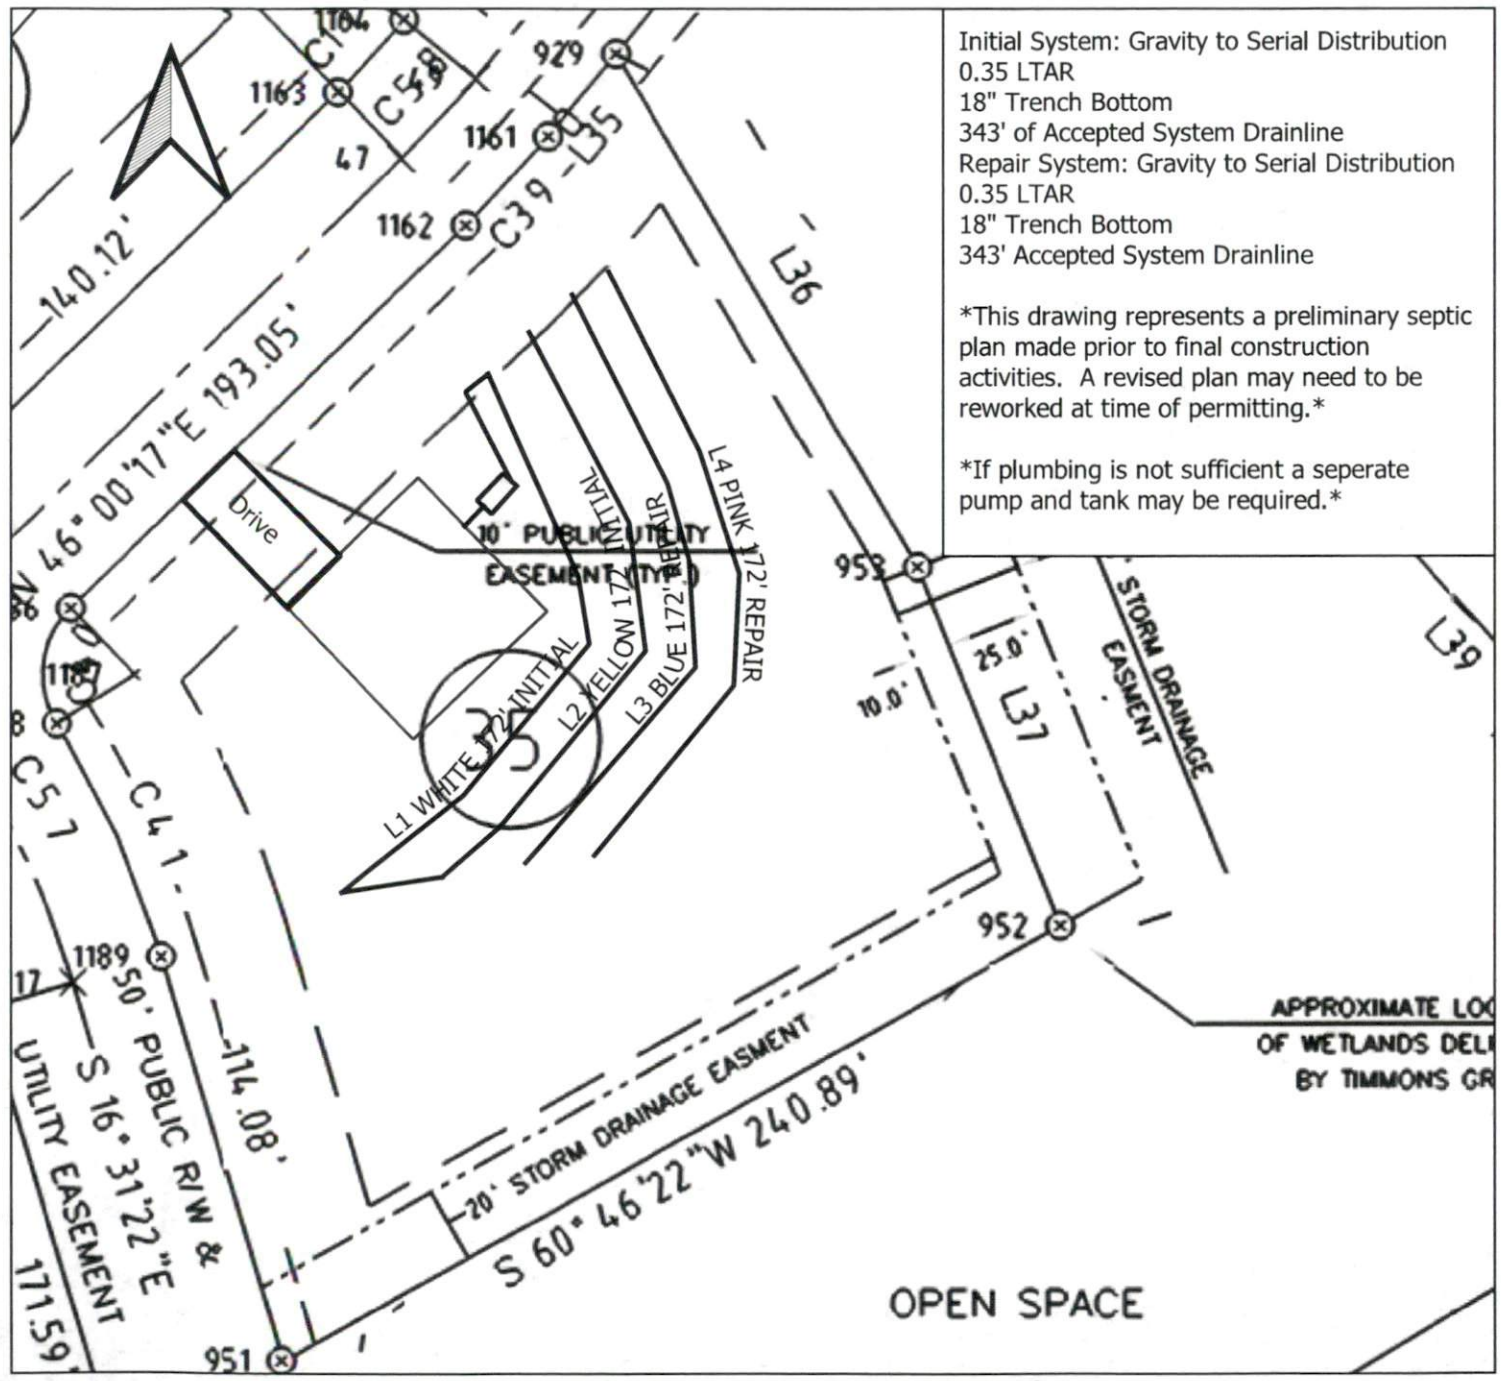 Initial System: Gravity to Serial Distribution
0.35 LTAR
18" Trench Bottom
343' of Accepted System Drainline
Repair System: Gravity to Serial Distribution
0.35 LTAR
18" Trench Bottom
343' Accepted System Drainline
*This drawing represents a preliminary septic
plan made prior to final construction
activities. A revised plan may need to be
reworked at time of permitting.*
*If plumbing is not sufficient a seperate
pump and tank may be required.*
1164
929
1163
1161
47
L35
C39
1162
140.12'
L36
N 46° 00'17"E 193.05'
Drive
10' PUBLIC UTILITY
EASEMENT (TYP.)
L1 WHITE 172' INITIAL
L2 YELLOW 172' INITIAL
L3 BLUE 172' REPAIR
L4 PINK 172' REPAIR
35
953
25.0'
10.0'
L37
STORM DRAINAGE
EASMENT
L39
1187
C57
C41
114.08'
1189
17
50' PUBLIC R/W &
UTILITY EASEMENT
S 16° 31'22"E
171.59'
952
APPROXIMATE LOC
OF WETLANDS DELI
BY TIMMONS GR
20' STORM DRAINAGE EASMENT
S 60° 46'22"W 240.89'
OPEN SPACE
951